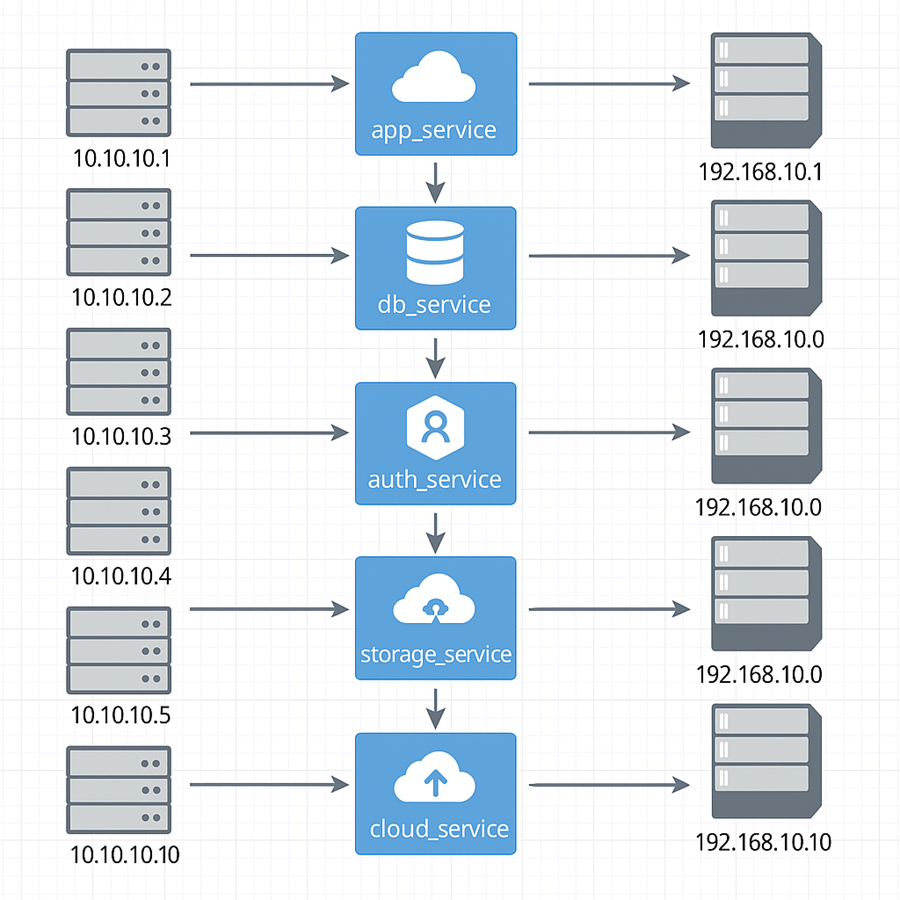 app_service
10.10.10.1
192.168.10.1
10.10.10.2
db_service
192.168.10.0
10.10.10.3
auth_service
192.168.10.0
10.10.10.4
storage_service
192.168.10.0
10.10.10.5
cloud_service
192.168.10.10
10.10.10.10